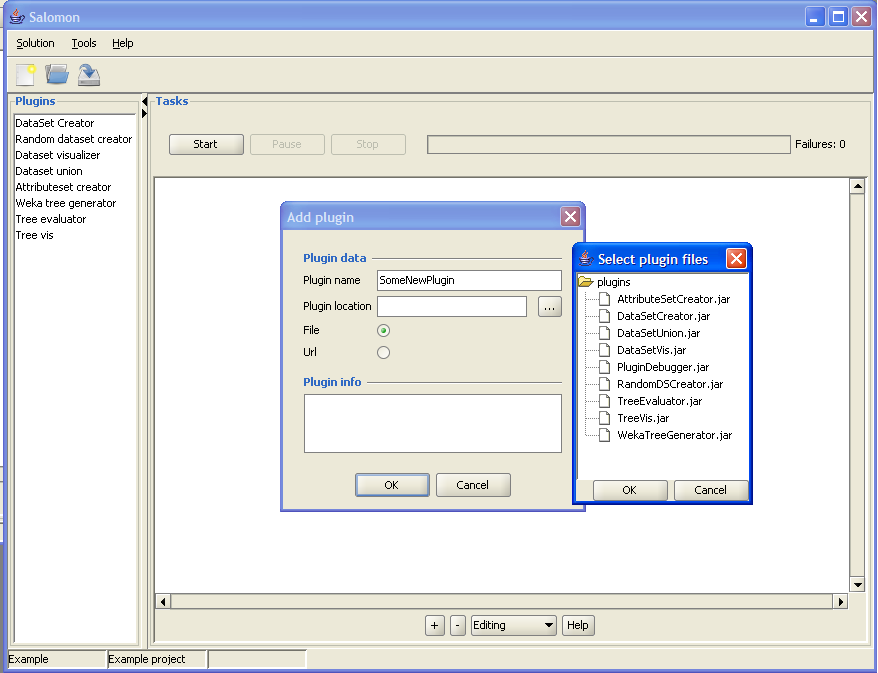 Salomon
Solution Tools Help
Plugins
DataSet Creator
Random dataset creator
Dataset visualizer
Dataset union
Attributeset creator
Weka tree generator
Tree evaluator
Tree vis
Tasks
Start Pause Stop Failures: 0
Add plugin
Plugin data
Plugin name SomeNewPlugin
Plugin location ...
File
Url
Plugin info
OK Cancel
Select plugin files
plugins
AttributeSetCreator.jar
DataSetCreator.jar
DataSetUnion.jar
DataSetVis.jar
PluginDebugger.jar
RandomDSCreator.jar
TreeEvaluator.jar
TreeVis.jar
WekaTreeGenerator.jar
OK Cancel
+ - Editing Help
Example Example project